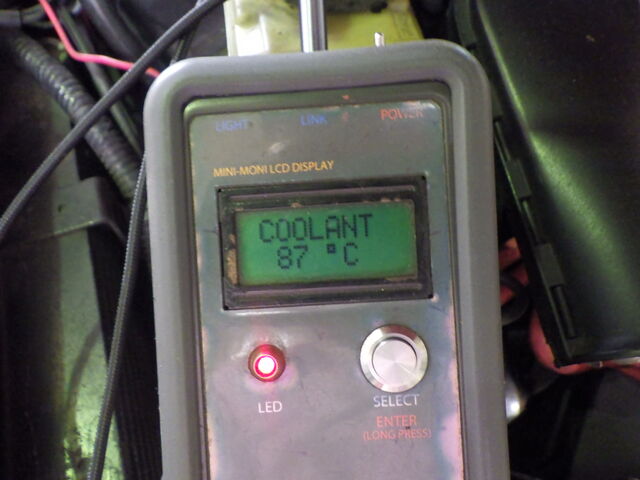 LIGHT LINK POWER
MINI-MONI LCD DISPLAY
COOLANT
87 °C
LED
SELECT
ENTER
(LONG PRESS)